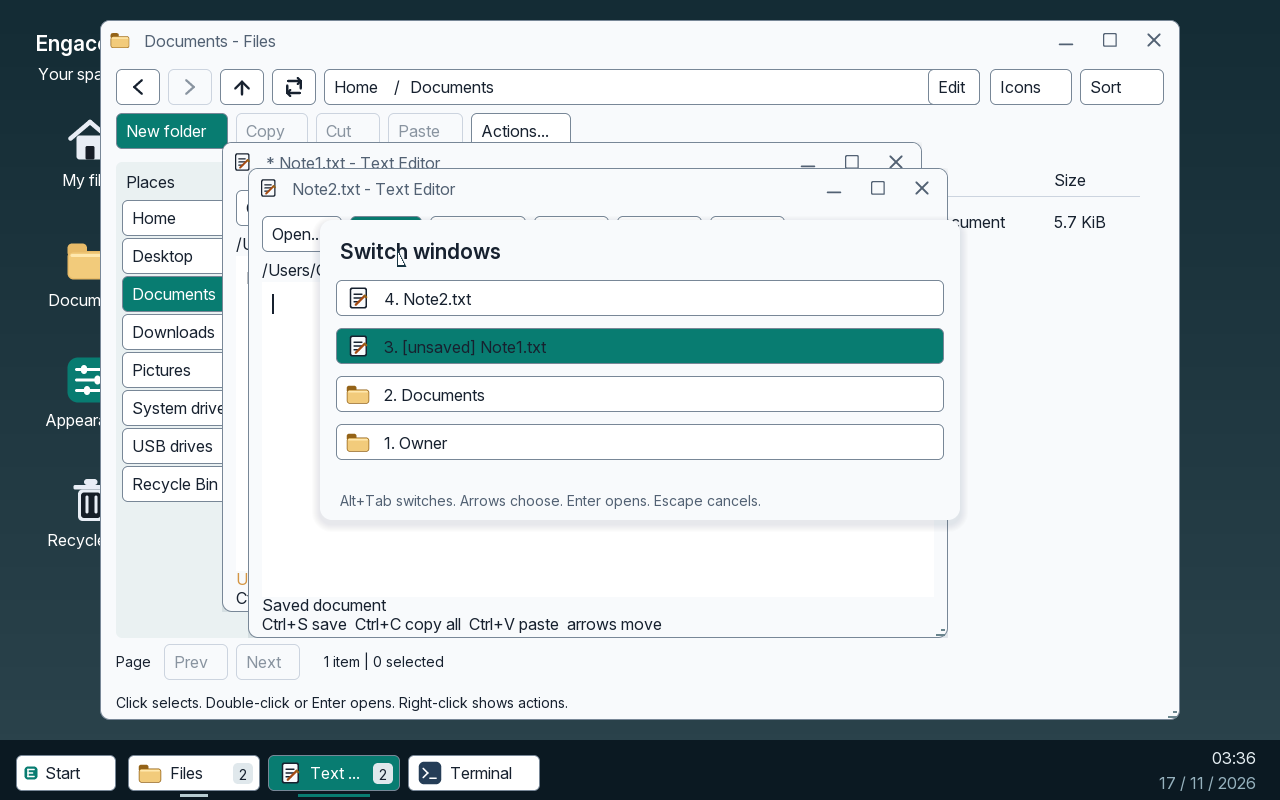 Engace
Your spa
My fil
Docum
Appeara
Recycle
Documents - Files
Home / Documents
Edit
Icons
Sort
New folder
Copy
Cut
Paste
Actions...
Places
Home
Desktop
Documents
Downloads
Pictures
System drive
USB drives
Recycle Bin
Size
cument
5.7 KiB
* Note1.txt - Text Editor
/U
U
C
Note2.txt - Text Editor
Open...
/Users/
Saved document
Ctrl+S save Ctrl+C copy all Ctrl+V paste arrows move
Switch windows
4. Note2.txt
3. [unsaved] Note1.txt
2. Documents
1. Owner
Alt+Tab switches. Arrows choose. Enter opens. Escape cancels.
Page
Prev
Next
1 item | 0 selected
Click selects. Double-click or Enter opens. Right-click shows actions.
Start
Files
2
Text ...
2
Terminal
03:36
17 / 11 / 2026